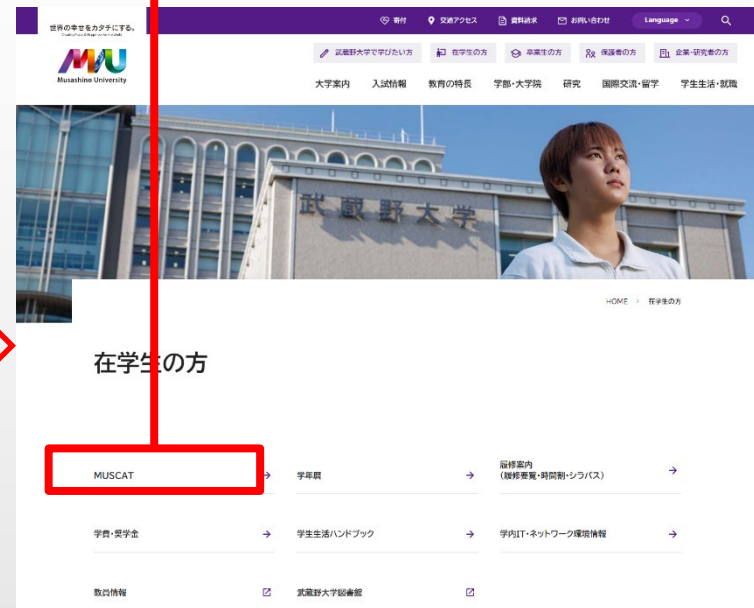 世界の幸せをカタチにする。
Musashino University
寄付
交通アクセス
資料請求
お問い合わせ
Language
武蔵野大学で学びたい方
在学生の方
卒業生の方
保護者の方
企業・研究者の方
大学案内
入試情報
教育の特長
学部・大学院
研究
国際交流・留学
学生生活・就職
武蔵野大学
HOME > 在学生の方
在学生の方
MUSCAT
学年暦
履修案内
(履修要覧・時間割・シラバス)
学費・奨学金
学生生活ハンドブック
学内IT・ネットワーク環境情報
教員情報
武蔵野大学図書館